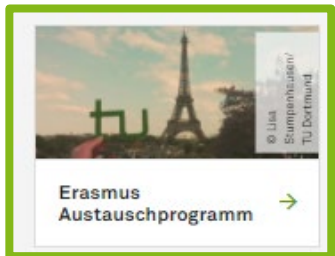 tu
© Lisa
Stumpenhausen/
TU Dortmund
Erasmus
Austauschprogramm